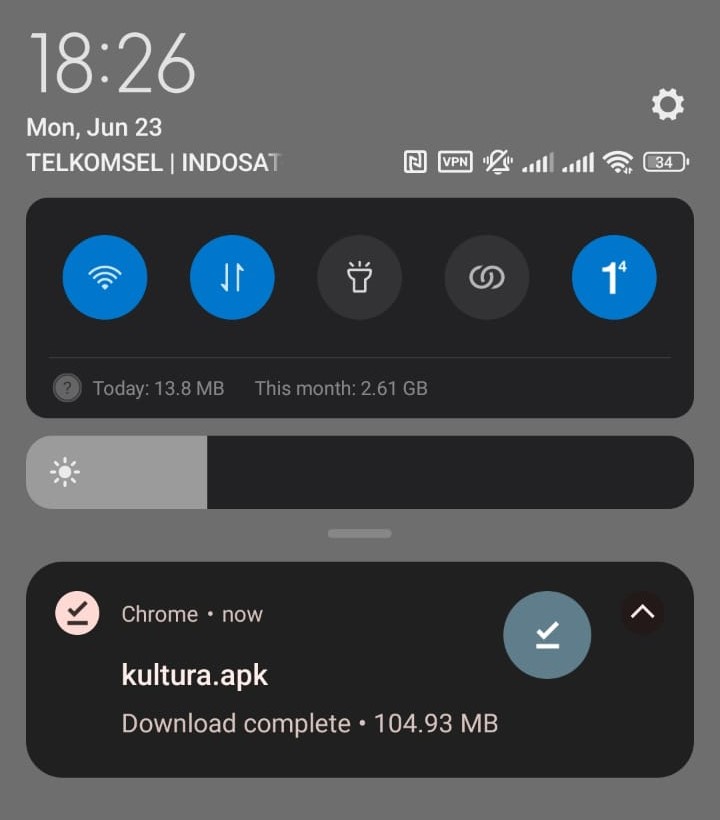 18:26
Mon, Jun 23
TELKOMSEL | INDOSAT
VPN
34
1⁴
Today: 13.8 MB This month: 2.61 GB
Chrome • now
kultura.apk
Download complete • 104.93 MB